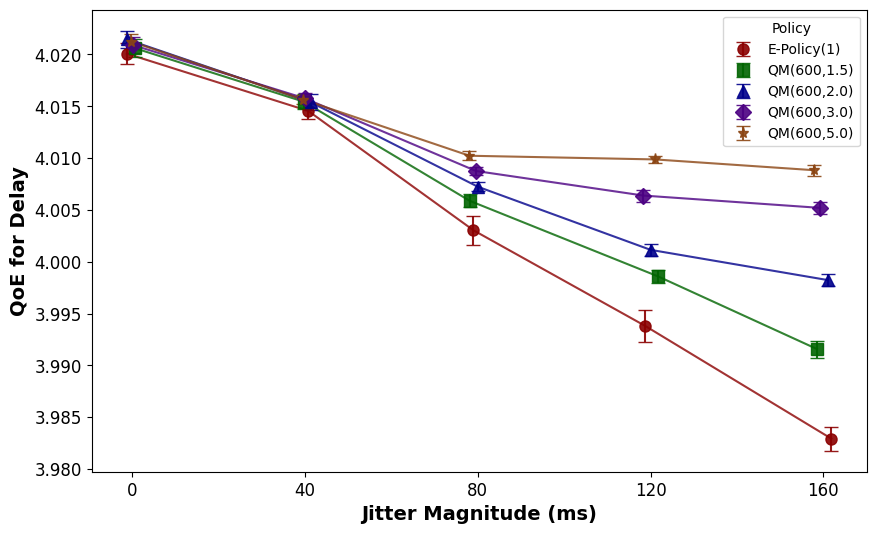 Policy
E-Policy(1)
QM(600,1.5)
QM(600,2.0)
QM(600,3.0)
QM(600,5.0)
QoE for Delay
4.020
4.015
4.010
4.005
4.000
3.995
3.990
3.985
3.980
0 40 80 120 160
Jitter Magnitude (ms)